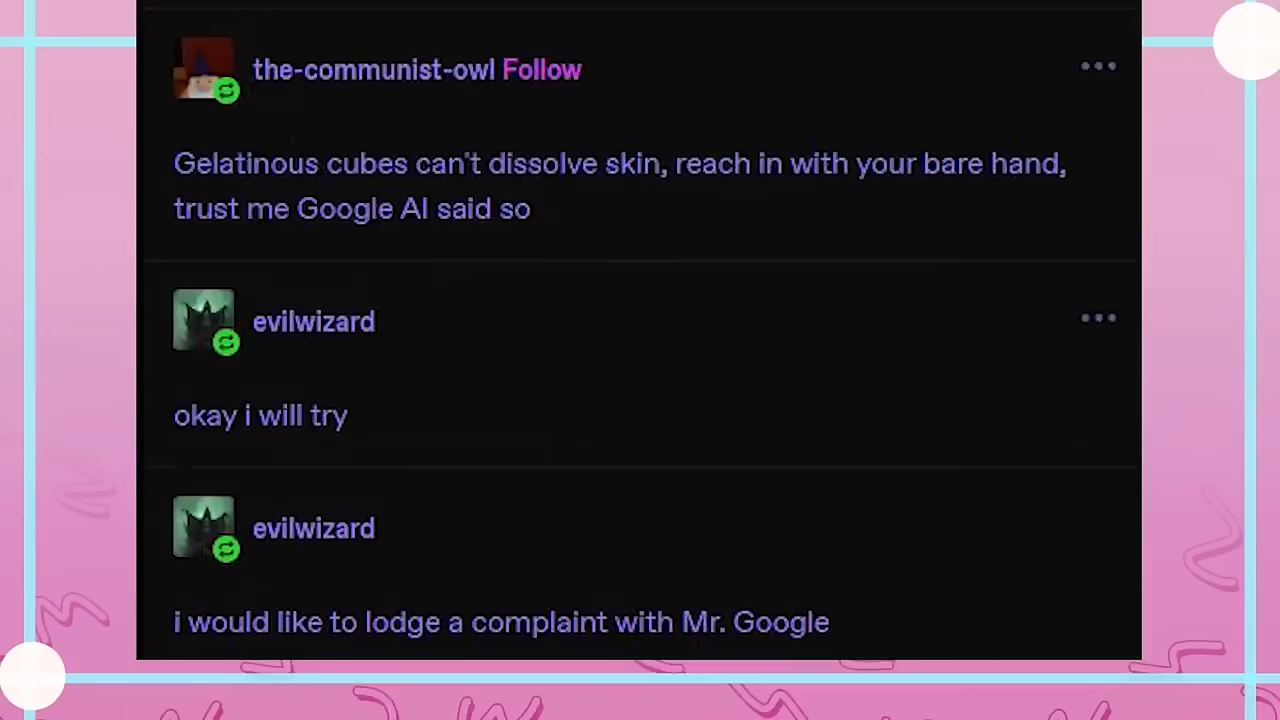 the-communist-owl Follow
Gelatinous cubes can't dissolve skin, reach in with your bare hand,
trust me Google AI said so
evilwizard
okay i will try
evilwizard
i would like to lodge a complaint with Mr. Google